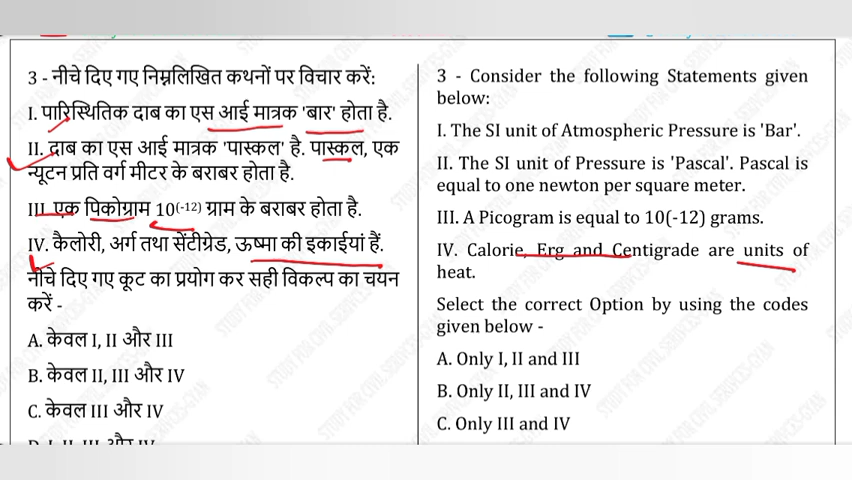 3 - नीचे दिए गए निम्नलिखित कथनों पर विचार करें:
I. पारिस्थितिक दाब का एस आई मात्रक 'बार' होता है.
II. दाब का एस आई मात्रक 'पास्कल' है. पास्कल, एक
न्यूटन प्रति वर्ग मीटर के बराबर होता है.
III. एक पिकोग्राम 10(-12) ग्राम के बराबर होता है.
IV. कैलोरी, अर्ग तथा सेंटीग्रेड, ऊष्मा की इकाईयां हैं.
नीचे दिए गए कूट का प्रयोग कर सही विकल्प का चयन
करें -
A. केवल I, II और III
B. केवल II, III और IV
C. केवल III और IV
3 - Consider the following Statements given
below:
I. The SI unit of Atmospheric Pressure is 'Bar'.
II. The SI unit of Pressure is 'Pascal'. Pascal is
equal to one newton per square meter.
III. A Picogram is equal to 10(-12) grams.
IV. Calorie, Erg and Centigrade are units of
heat.
Select the correct Option by using the codes
given below -
A. Only I, II and III
B. Only II, III and IV
C. Only III and IV